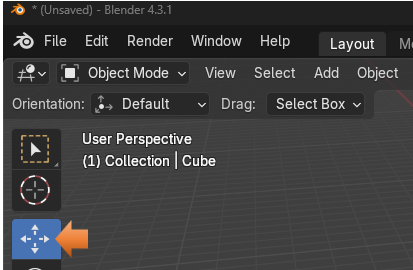 * (Unsaved) - Blender 4.3.1
File Edit Render Window Help Layout
Object Mode View Select Add Object
Orientation: Default Drag: Select Box
User Perspective
(1) Collection | Cube